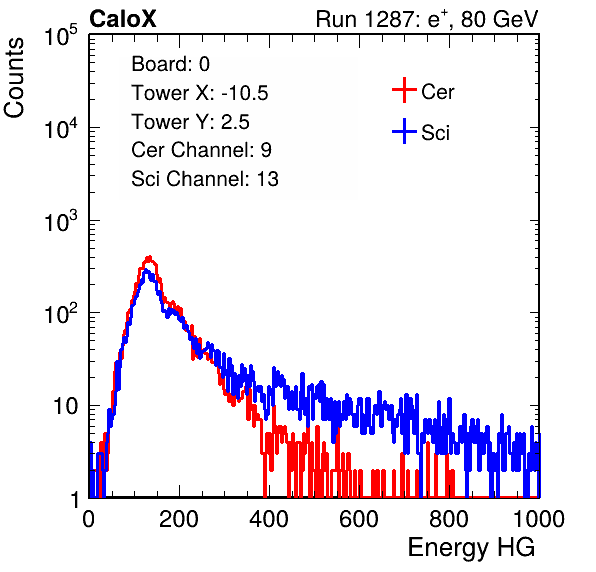 CaloX Run 1287: e⁺, 80 GeV
Counts
Board: 0
Tower X: -10.5
Tower Y: 2.5
Cer Channel: 9
Sci Channel: 13
Cer
Sci
10⁵
10⁴
10³
10²
10
1
0 200 400 600 800 1000
Energy HG